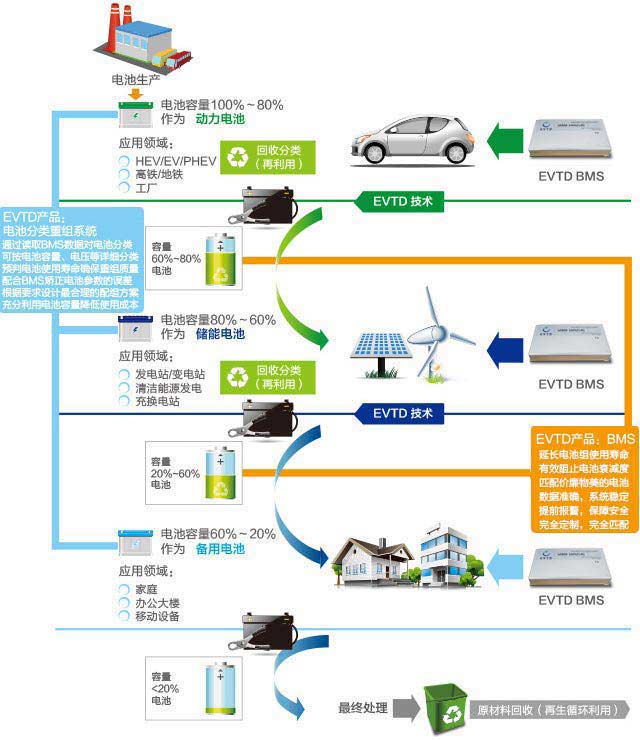 电池生产
电池容量100%~80%
作为 动力电池
应用领域：
HEV/EV/PHEV
高铁/地铁
工厂
回收分类
（再利用）
EVTD
EVTD BMS
EVTD 技术
EVTD产品：
电池分类重组系统
通过读取BMS数据对电池分类
可按电池容量、电压等详细分类
预判电池使用寿命确保重组质量
配合BMS矫正电池参数的误差
根据要求设计最合理的配组方案
充分利用电池容量降低使用成本
容量
60%~80%
电池
电池容量80%~60%
作为 储能电池
应用领域：
发电站/变电站
清洁能源发电
充换电站
回收分类
（再利用）
EVTD
EVTD BMS
EVTD 技术
容量
20%~60%
电池
EVTD产品：BMS
延长电池组使用寿命
有效阻止电池衰减度
匹配价廉物美的电池
数据准确，系统稳定
提前报警，保障安全
完全定制，完全匹配
电池容量60%~20%
作为 备用电池
应用领域：
家庭
办公大楼
移动设备
EVTD
EVTD BMS
容量
<20%
电池
最终处理
原材料回收（再生循环利用）